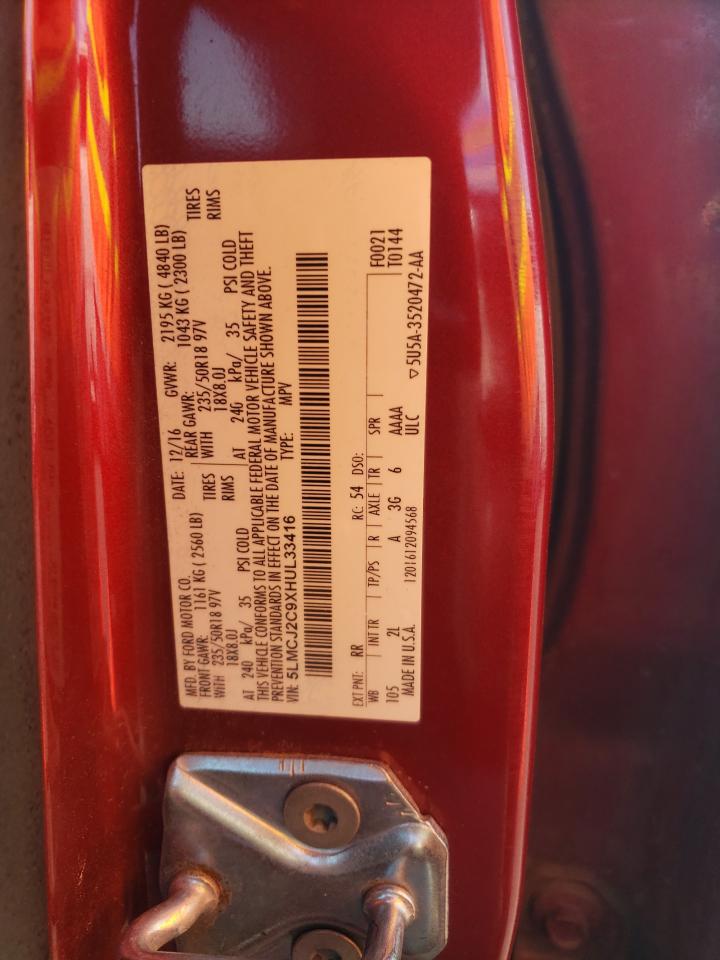 MFD. BY FORD MOTOR CO. DATE: 12/16 GVWR: 2195 KG ( 4840 LB)
FRONT GAWR: 1161 KG ( 2560 LB) REAR GAWR: 1043 KG ( 2300 LB)
WITH 235/50R18 97V TIRES WITH 235/50R18 97V TIRES
18X8.0J RIMS 18X8.0J RIMS
AT 240 kPa/ 35 PSI COLD AT 240 kPa/ 35 PSI COLD
THIS VEHICLE CONFORMS TO ALL APPLICABLE FEDERAL MOTOR VEHICLE SAFETY AND THEFT
PREVENTION STANDARDS IN EFFECT ON THE DATE OF MANUFACTURE SHOWN ABOVE.
VIN: 5LMCJ2C9XHUL33416 TYPE: MPV
EXT PNT: RR RC: 54 DSO: F0021
WB INT TR TP/PS R AXLE TR SPR T0144
105 2L A 3G 6 AAAA
MADE IN U.S.A. 1201612094568 ULC ▽5U5A-3520472-AA